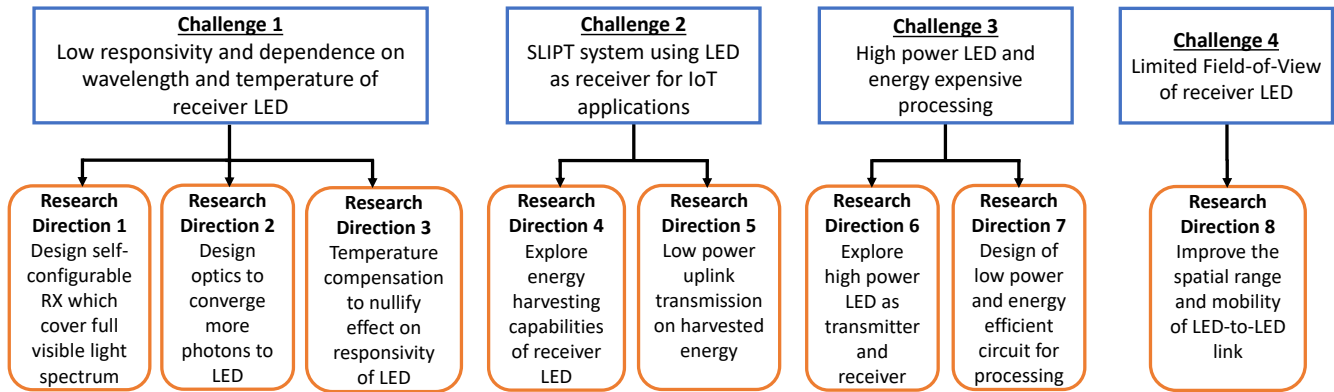 Challenge 1
Low responsivity and dependence on
wavelength and temperature of
receiver LED
Challenge 2
SLIPT system using LED
as receiver for IoT
applications
Challenge 3
High power LED and
energy expensive
processing
Challenge 4
Limited Field-of-View
of receiver LED
Research
Direction 1
Design self-
configurable
RX which
cover full
visible light
spectrum
Research
Direction 2
Design
optics to
converge
more
photons to
LED
Research
Direction 3
Temperature
compensation
to nullify
effect on
responsivity
of LED
Research
Direction 4
Explore
energy
harvesting
capabilities
of receiver
LED
Research
Direction 5
Low power
uplink
transmission
on harvested
energy
Research
Direction 6
Explore
high power
LED as
transmitter
and
receiver
Research
Direction 7
Design of
low power
and energy
efficient
circuit for
processing
Research
Direction 8
Improve the
spatial range
and mobility
of LED-to-LED
link